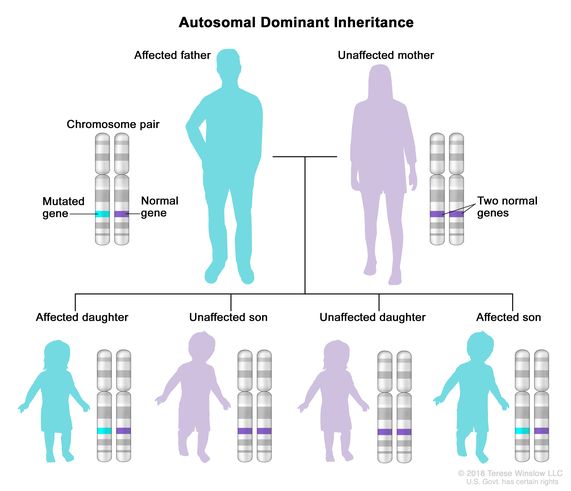 Autosomal Dominant Inheritance
Affected father
Unaffected mother
Chromosome pair
Mutated
gene
Normal
gene
Two normal
genes
Affected daughter
Unaffected son
Unaffected daughter
Affected son
© 2018 Terese Winslow LLC
U.S. Govt. has certain rights